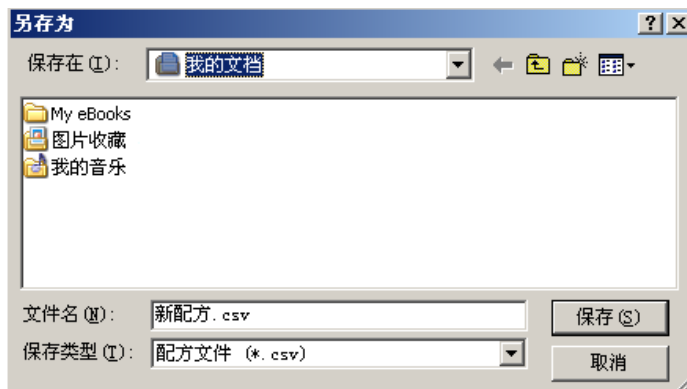 另存为
保存在(I): 我的文档
My eBooks
图片收藏
我的音乐
文件名(N): 新配方.csv 保存(S)
保存类型(T): 配方文件 (*.csv) 取消